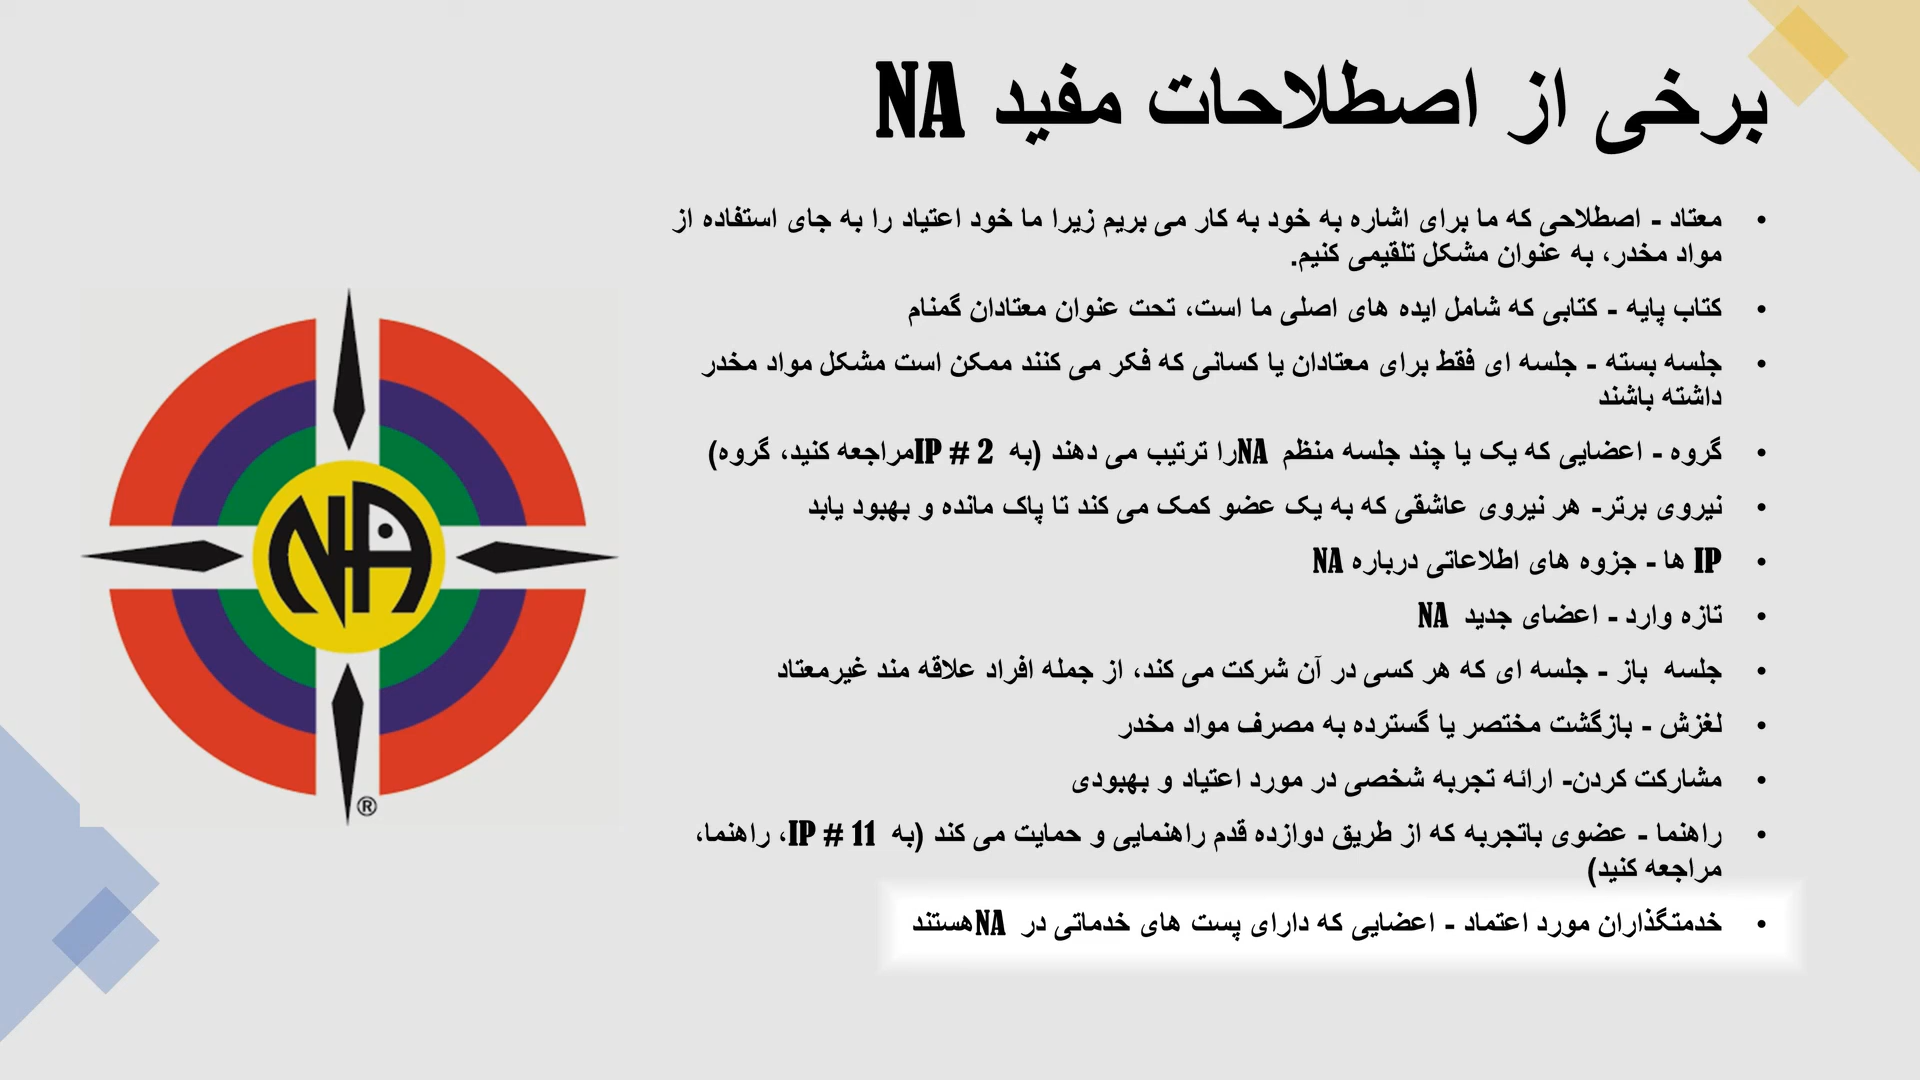 برخی از اصطلاحات مفید NA
• معتاد - اصطلاحی که ما برای اشاره به خود به کار می بریم زیرا ما خود اعتیاد را به جای استفاده از
مواد مخدر، به عنوان مشکل تلقیمی کنیم.
• کتاب پایه - کتابی که شامل ایده های اصلی ما است، تحت عنوان معتادان گمنام
• جلسه بسته - جلسه ای فقط برای معتادان یا کسانی که فکر می کنند ممکن است مشکل مواد مخدر
داشته باشند
• گروه - اعضایی که یک یا چند جلسه منظم NAرا ترتیب می دهند (به IP # 2مراجعه کنید، گروه)
• نیروی برتر- هر نیروی عاشقی که به یک عضو کمک می کند تا پاک مانده و بهبود یابد
• IP ها - جزوه های اطلاعاتی درباره NA
• تازه وارد - اعضای جدید NA
• جلسه باز - جلسه ای که هر کسی در آن شرکت می کند، از جمله افراد علاقه مند غیرمعتاد
• لغزش - بازگشت مختصر یا گسترده به مصرف مواد مخدر
• مشارکت کردن- ارائه تجربه شخصی در مورد اعتیاد و بهبودی
• راهنما - عضوی باتجربه که از طریق دوازده قدم راهنمایی و حمایت می کند (به IP # 11، راهنما،
مراجعه کنید)
• خدمتگذاران مورد اعتماد - اعضایی که دارای پست های خدماتی در NAهستند
NA
®